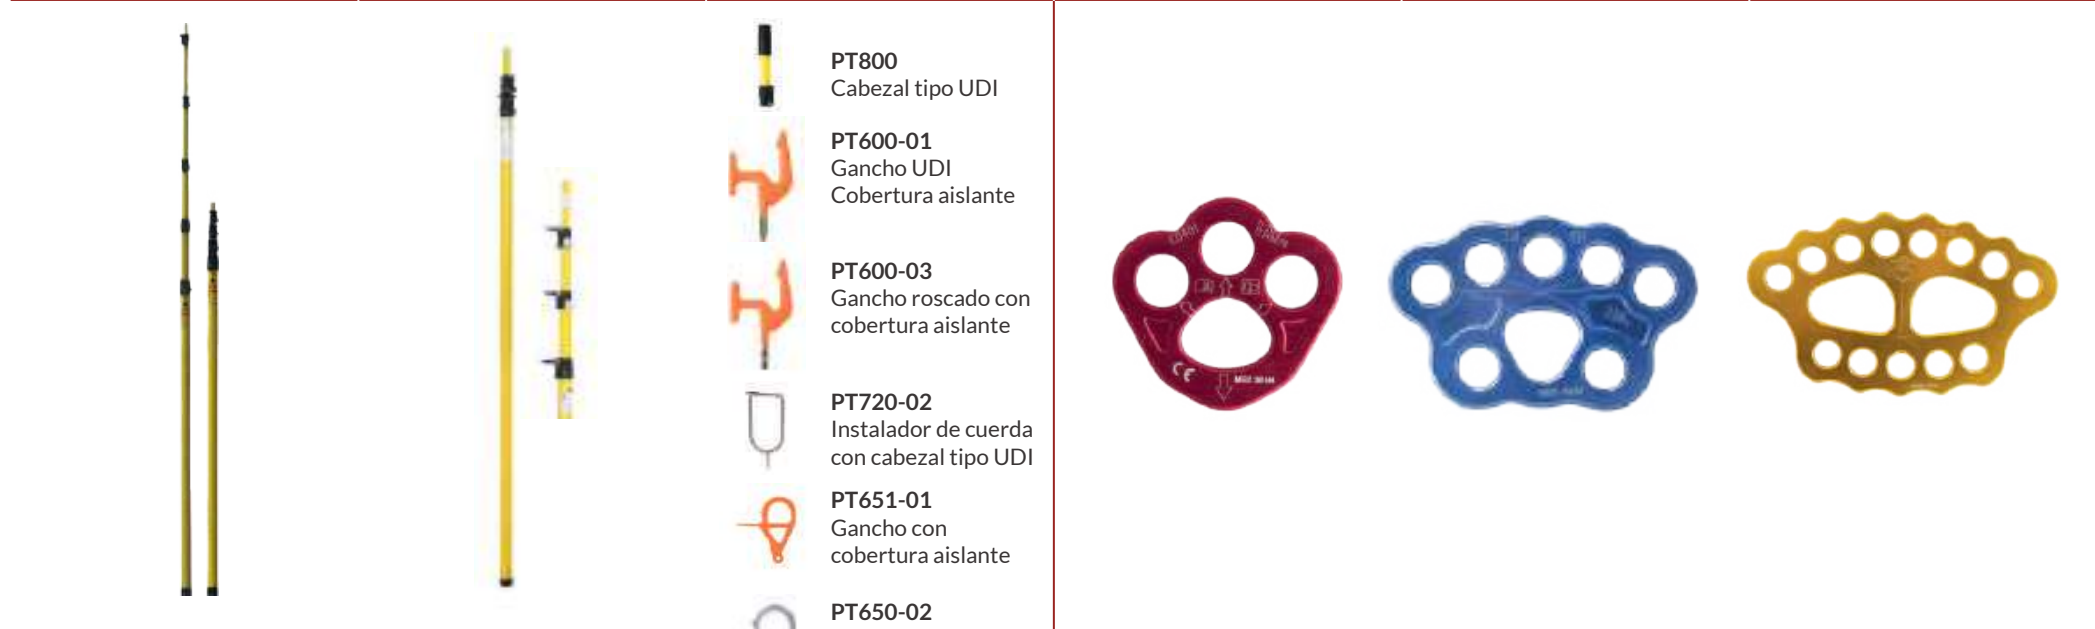 PT800
Cabezal tipo UDI
PT600-01
Gancho UDI
Cobertura aislante
PT600-03
Gancho roscado con
cobertura aislante
PT720-02
Instalador de cuerda
con cabezal tipo UDI
PT651-01
Gancho con
cobertura aislante
PT650-02
CE